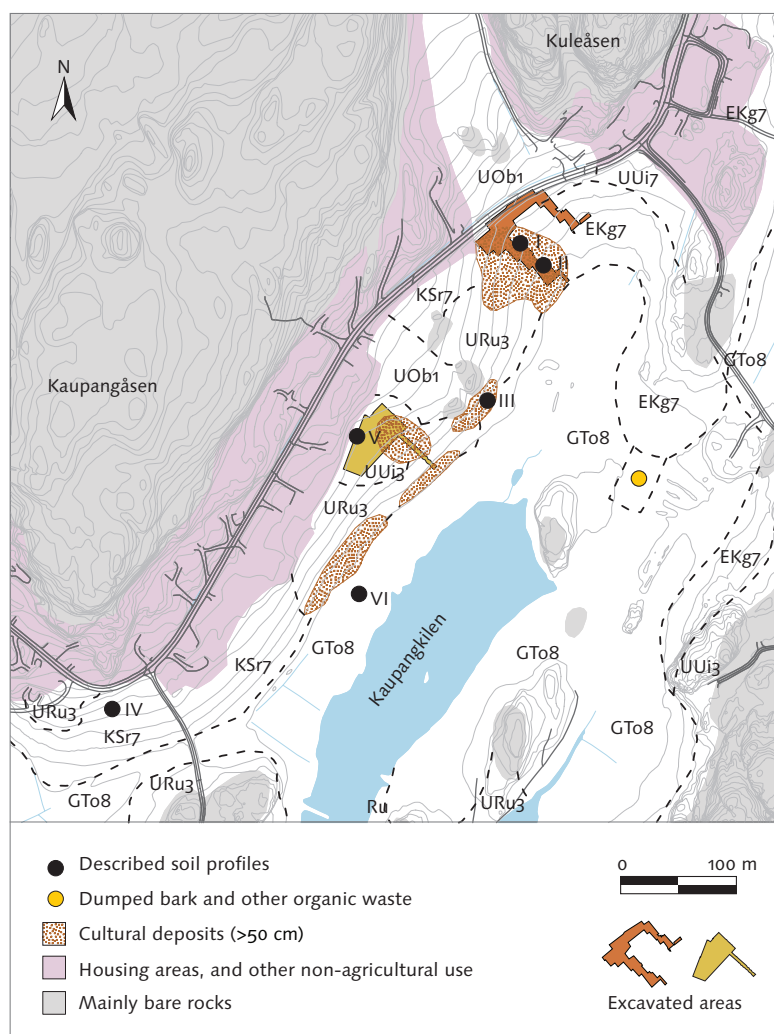 Kuleåsen
N
EKg7
UOb1
UUi7
EKg7
I
II
KSr7
URu3
GTo8
Kaupangåsen
UOb1
III
EKg7
GTo8
V
UUi3
URu3
EKg7
VI
Kaupangkilen
GTo8
GTo8
KSr7
UUi3
URu3
IV
KSr7
GTo8
GTo8
URu3
Ru
URu3
Described soil profiles
0 100 m
Dumped bark and other organic waste
Cultural deposits (>50 cm)
Housing areas, and other non-agricultural use
Mainly bare rocks
Excavated areas